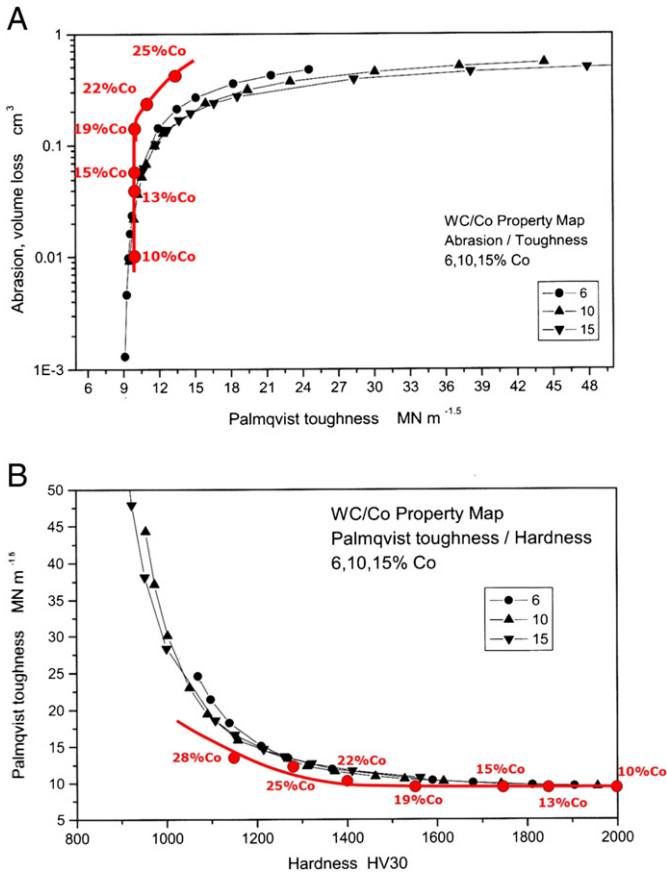 A
25%Co
1
22%Co
19%Co
0.1
15%Co
13%Co
0.01
10%Co
1E-3
Abrasion, volume loss cm³
WC/Co Property Map
Abrasion / Toughness
6,10,15% Co
6
10
15
6 9 12 15 18 21 24 27 30 33 36 39 42 45 48
Palmqvist toughness MN m -1.5
B
50
45
40
35
30
25
20
15
10
5
Palmqvist toughness MN m -1.5
WC/Co Property Map
Palmqvist toughness / Hardness
6,10,15% Co
6
10
15
28%Co
25%Co
22%Co
19%Co
15%Co
13%Co
10%Co
800 1000 1200 1400 1600 1800 2000
Hardness HV30